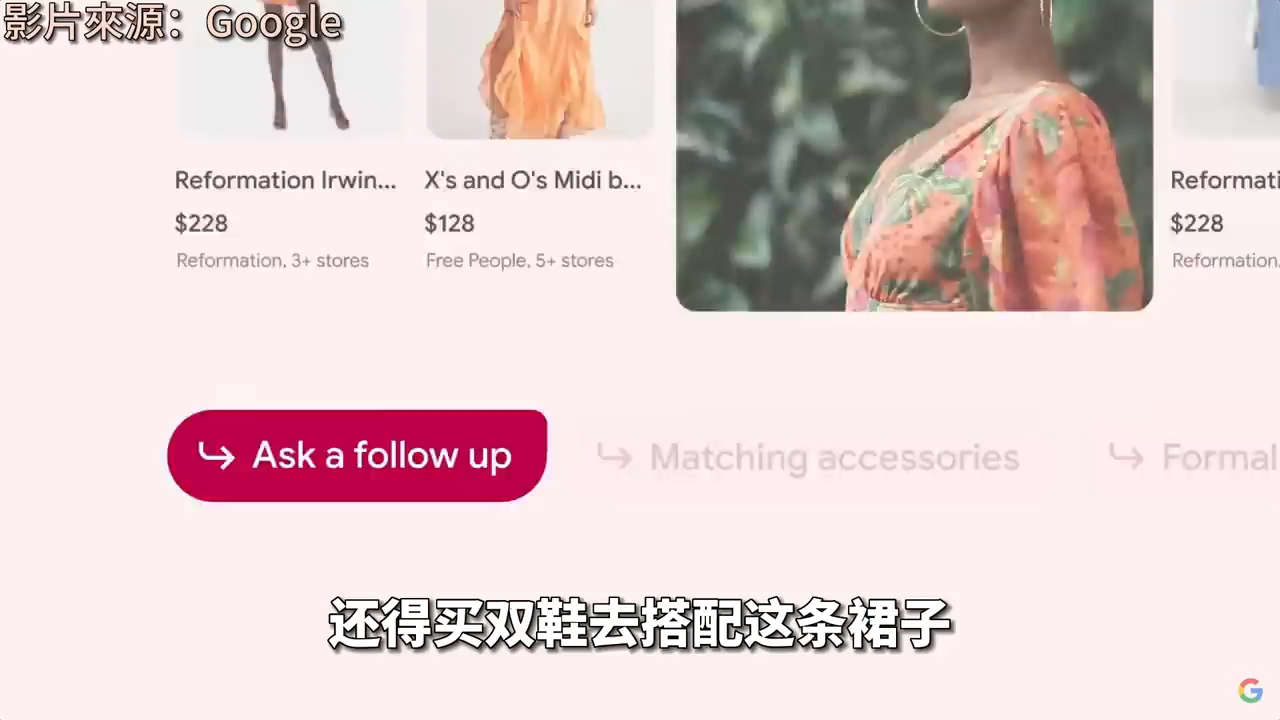 影片來源：Google
Reformation Irwin...
$228
Reformation, 3+ stores
X's and O's Midi b...
$128
Free People, 5+ stores
Reformati
$228
Reformation,
Ask a follow up
Matching accessories
Formal
还得买双鞋去搭配这条裙子